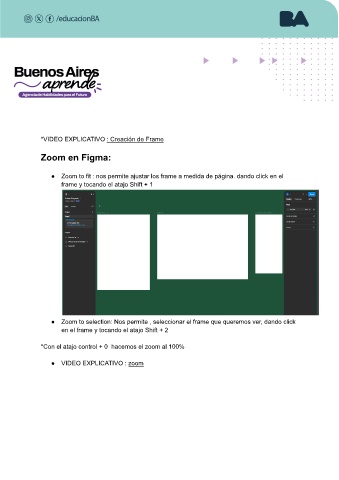 /educacionBA
BA
Buenos Aires
aprende
Agencia de Habilidades para el Futuro
*VIDEO EXPLICATIVO : Creación de Frame
Zoom en Figma:
● Zoom to fit : nos permite ajustar los frame a medida de página. dando click en el
frame y tocando el atajo Shift + 1
● Zoom to selection: Nos permite , seleccionar el frame que queremos ver, dando click
en el frame y tocando el atajo Shift + 2
*Con el atajo control + 0 hacemos el zoom al 100%
● VIDEO EXPLICATIVO : zoom